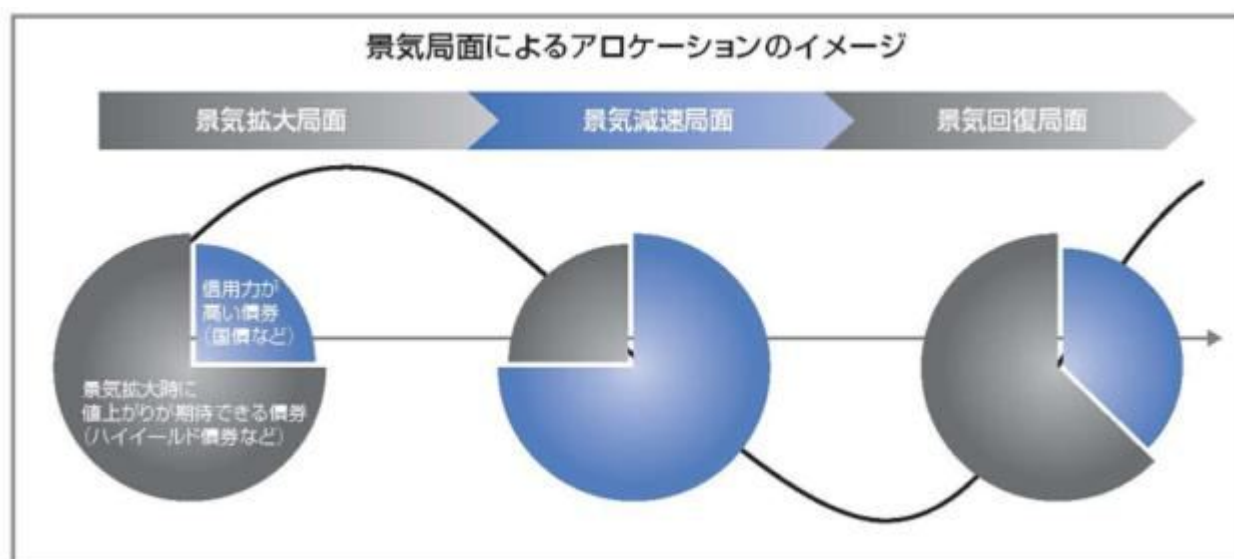 景気局面によるアロケーションのイメージ
景気拡大局面
景気減速局面
景気回復局面
信用力が
高い債券
(国債など)
景気拡大時に
値上がりが期待できる債券
(ハイイールド債券など)